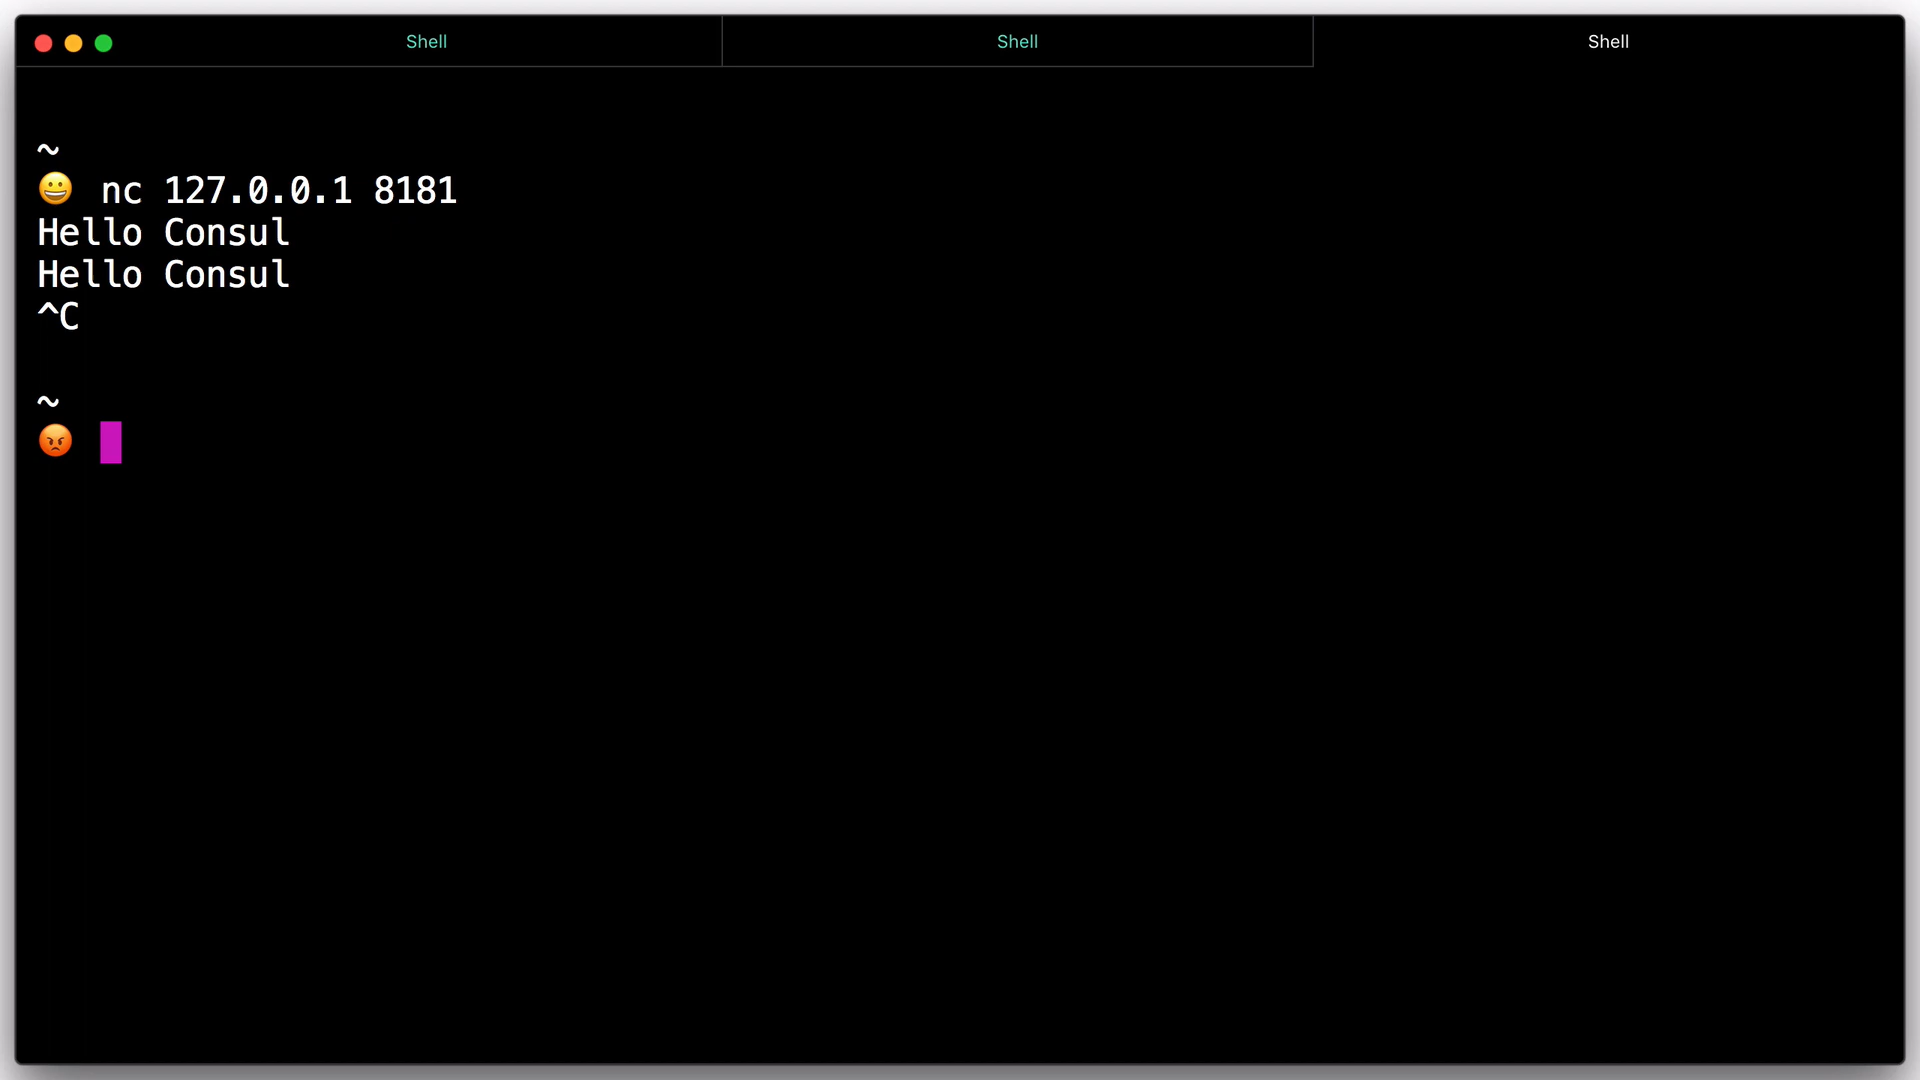 Shell Shell Shell
~
😀 nc 127.0.0.1 8181
Hello Consul
Hello Consul
^C
~
😡